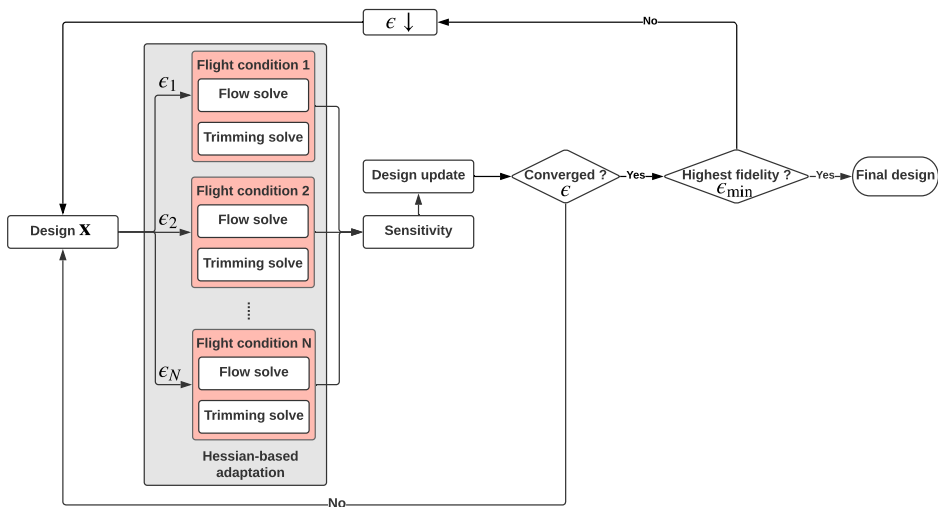 ϵ ↓
No
Flight condition 1
ϵ₁
Flow solve
Trimming solve
Flight condition 2
ϵ₂
Flow solve
Trimming solve
Flight condition N
ϵ_N
Flow solve
Trimming solve
Hessian-based
adaptation
Design x
Design update
Sensitivity
Converged ?
ϵ
Yes
Highest fidelity ?
ϵ_min
Yes
Final design
No